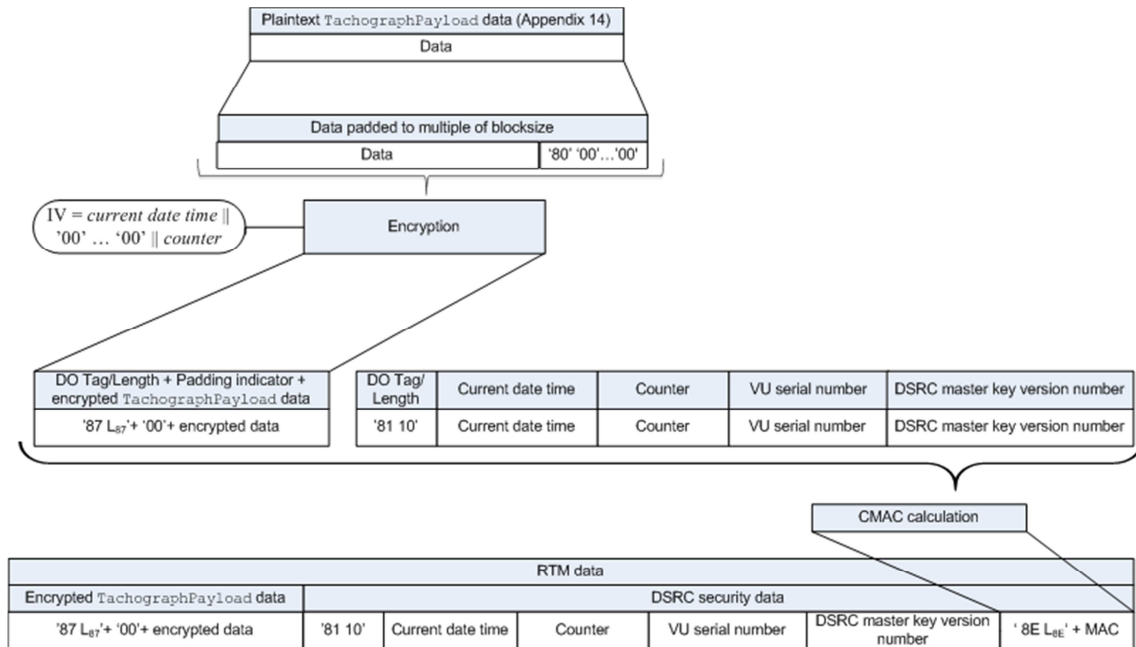 Plaintext TachographPayload data (Appendix 14)
Data
Data padded to multiple of blocksize
Data
'80' '00'...'00'
IV = current date time ||
'00' … '00' || counter
Encryption
DO Tag/Length + Padding indicator +
encrypted TachographPayload data
DO Tag/
Length
Current date time
Counter
VU serial number
DSRC master key version number
'87 L₈₇'+ '00'+ encrypted data
'81 10'
Current date time
Counter
VU serial number
DSRC master key version number
CMAC calculation
RTM data
Encrypted TachographPayload data
DSRC security data
'87 L₈₇'+ '00'+ encrypted data
'81 10'
Current date time
Counter
VU serial number
DSRC master key version
number
' 8E L₈E' + MAC